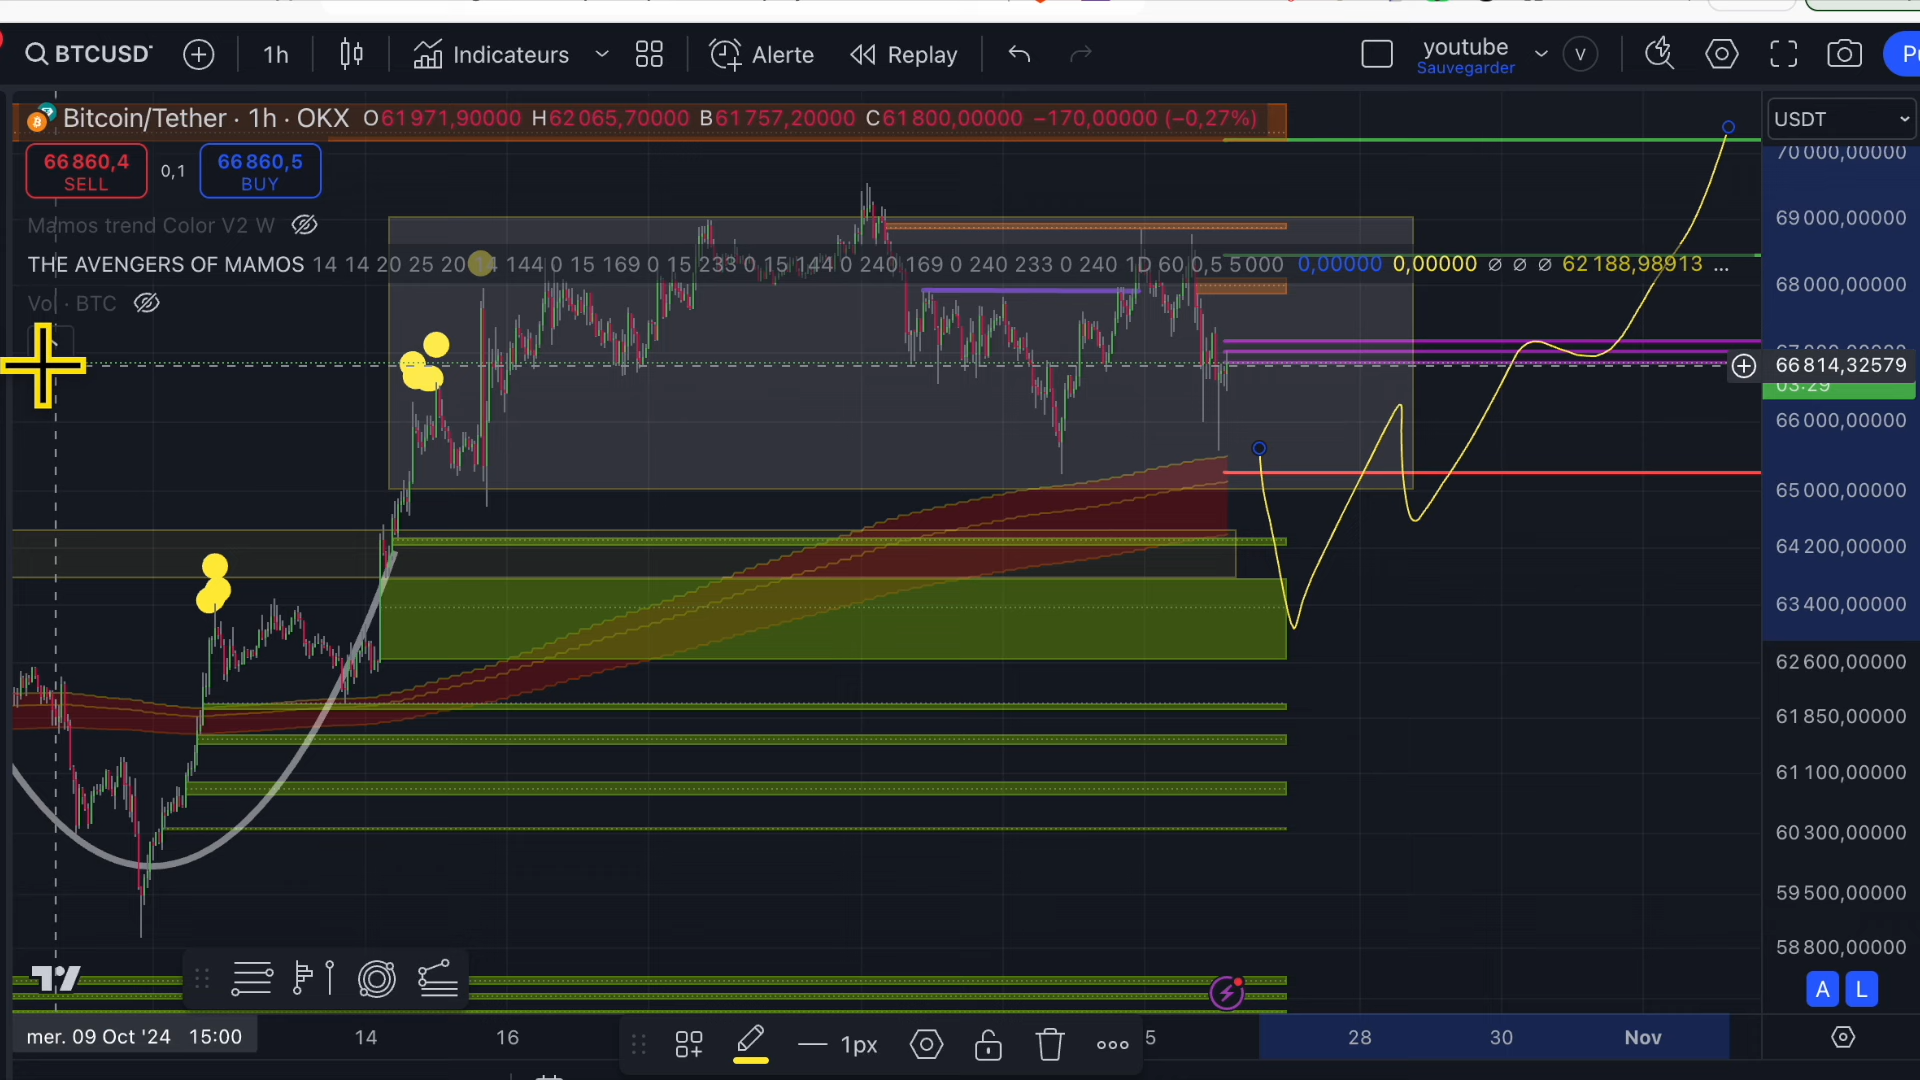 BTCUSD
1h
Indicateurs
Alerte
Replay
youtube
Sauvegarder
V
Bitcoin/Tether · 1h · OKX O61 971,90000 H62 065,70000 B61 757,20000 C61 800,00000 −170,00000 (−0,27%)
USDT
66 860,4
SELL
0,1
66 860,5
BUY
Mamos trend Color V2 W
THE AVENGERS OF MAMOS 14 14 20 25 20 14 144 0 15 169 0 15 233 0 15 144 0 240 169 0 240 233 0 240 1D 60 0,5 5000 0,00000 0,00000 ∅ ∅ ∅ 62 188,98913 ...
Vol · BTC
70 000,00000
69 000,00000
68 000,00000
66 814,32579
03:29
66 000,00000
65 000,00000
64 200,00000
63 400,00000
62 600,00000
61 850,00000
61 100,00000
60 300,00000
59 500,00000
58 800,00000
A L
mer. 09 Oct '24 15:00
14
16
1px
5
28
30
Nov